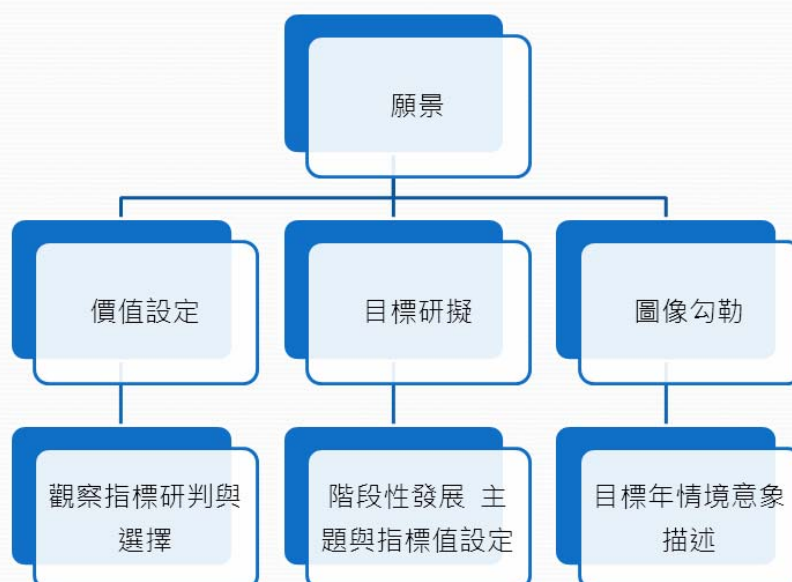 願景
價值設定
目標研擬
圖像勾勒
觀察指標研判與
選擇
階段性發展 主
題與指標值設定
目標年情境意象
描述